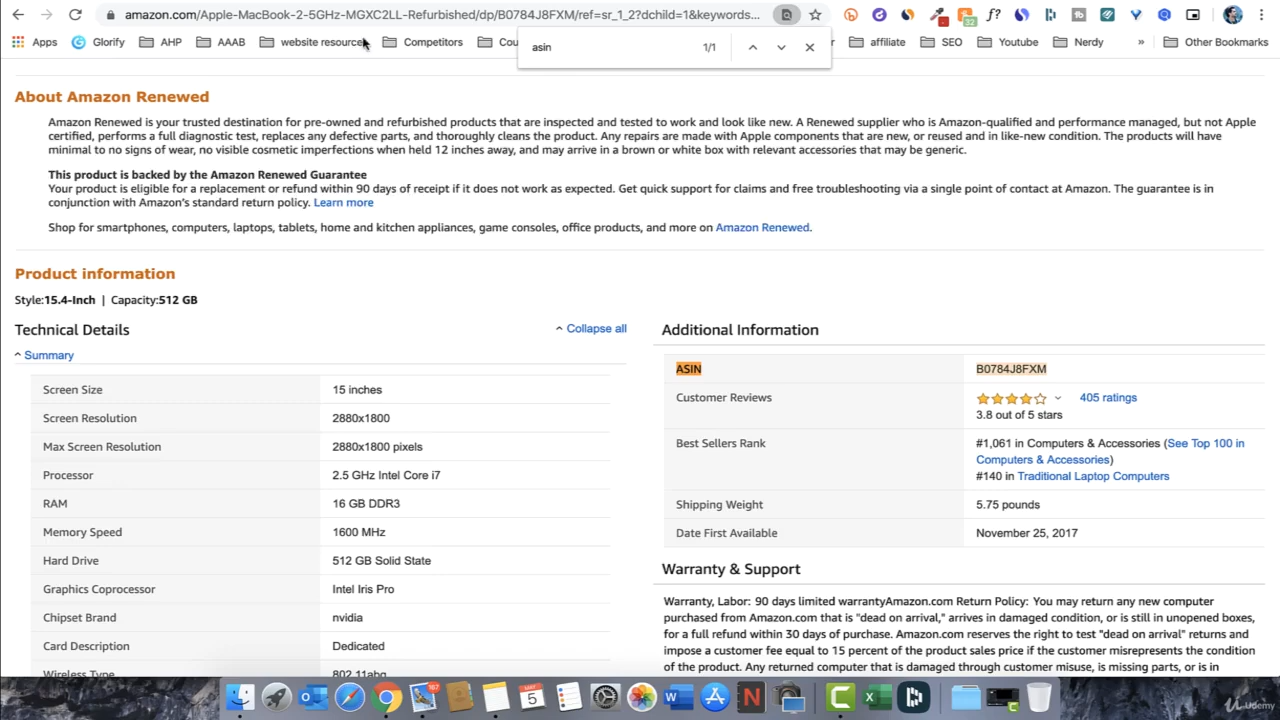 amazon.com/Apple-MacBook-2-5GHz-MGXC2LL-Refurbished/dp/B0784J8FXM/ref=sr_1_2?dchild=1&keywords...
32
f?
Apps
Glorify
AHP
AAAB
website resources
Competitors
Cou
affiliate
SEO
Youtube
Nerdy
»
Other Bookmarks
asin
1/1
About Amazon Renewed
Amazon Renewed is your trusted destination for pre-owned and refurbished products that are inspected and tested to work and look like new. A Renewed supplier who is Amazon-qualified and performance managed, but not Apple
certified, performs a full diagnostic test, replaces any defective parts, and thoroughly cleans the product. Any repairs are made with Apple components that are new, or reused and in like-new condition. The products will have
minimal to no signs of wear, no visible cosmetic imperfections when held 12 inches away, and may arrive in a brown or white box with relevant accessories that may be generic.
This product is backed by the Amazon Renewed Guarantee
Your product is eligible for a replacement or refund within 90 days of receipt if it does not work as expected. Get quick support for claims and free troubleshooting via a single point of contact at Amazon. The guarantee is in
conjunction with Amazon's standard return policy. Learn more
Shop for smartphones, computers, laptops, tablets, home and kitchen appliances, game consoles, office products, and more on Amazon Renewed.
Product information
Style:15.4-Inch | Capacity:512 GB
Technical Details
Collapse all
Summary
Screen Size 15 inches
Screen Resolution 2880x1800
Max Screen Resolution 2880x1800 pixels
Processor 2.5 GHz Intel Core i7
RAM 16 GB DDR3
Memory Speed 1600 MHz
Hard Drive 512 GB Solid State
Graphics Coprocessor Intel Iris Pro
Chipset Brand nvidia
Card Description Dedicated
Wireless Type 802.11abg
Additional Information
ASIN B0784J8FXM
Customer Reviews 405 ratings
3.8 out of 5 stars
Best Sellers Rank #1,061 in Computers & Accessories (See Top 100 in
Computers & Accessories)
#140 in Traditional Laptop Computers
Shipping Weight 5.75 pounds
Date First Available November 25, 2017
Warranty & Support
Warranty, Labor: 90 days limited warrantyAmazon.com Return Policy: You may return any new computer
purchased from Amazon.com that is "dead on arrival," arrives in damaged condition, or is still in unopened boxes,
for a full refund within 30 days of purchase. Amazon.com reserves the right to test "dead on arrival" returns and
impose a customer fee equal to 15 percent of the product sales price if the customer misrepresents the condition
of the product. Any returned computer that is damaged through customer misuse, is missing parts, or is in
107
MAY
5
Udemy